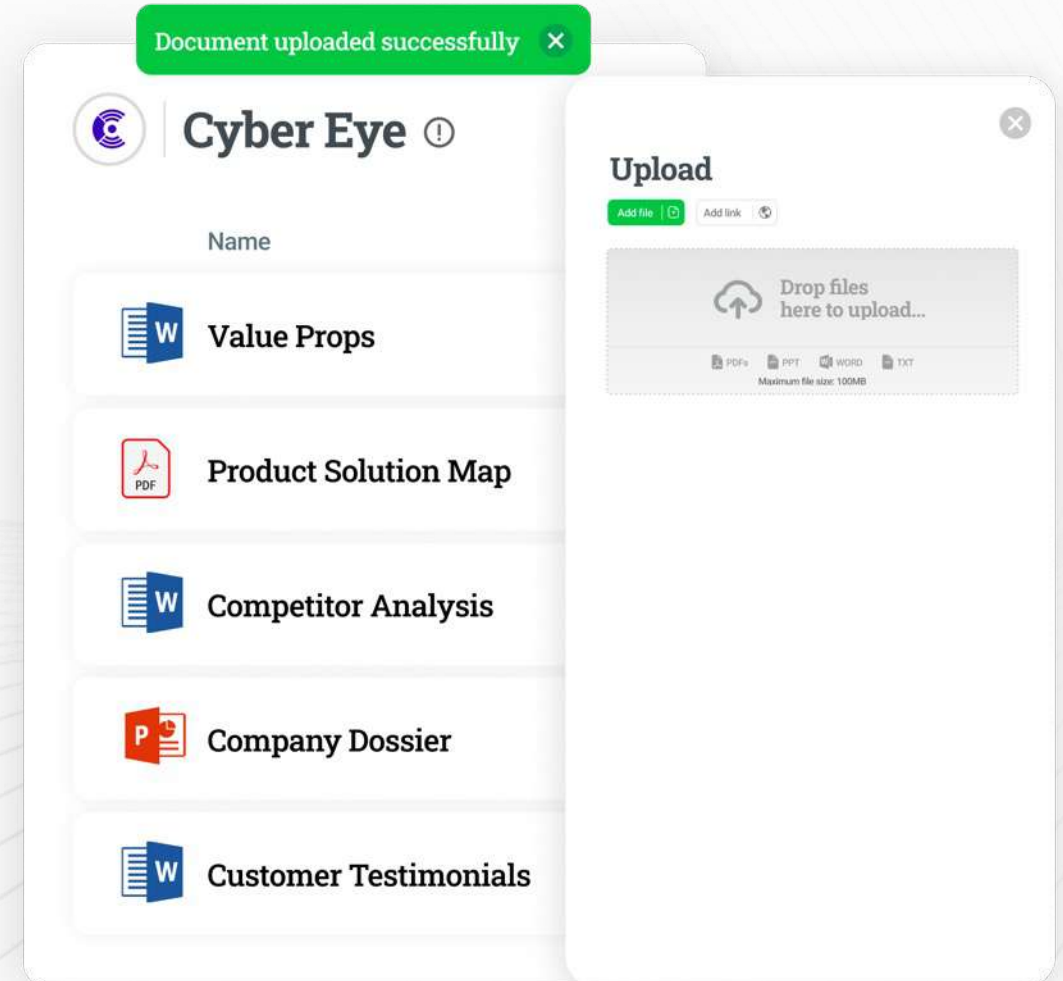 Document uploaded successfully
Cyber Eye
Name
W Value Props
PDF Product Solution Map
W Competitor Analysis
P Company Dossier
W Customer Testimonials
Upload
Add file
Add link
Drop files
here to upload...
PDFs PPT WORD TXT
Maximum file size: 100MB